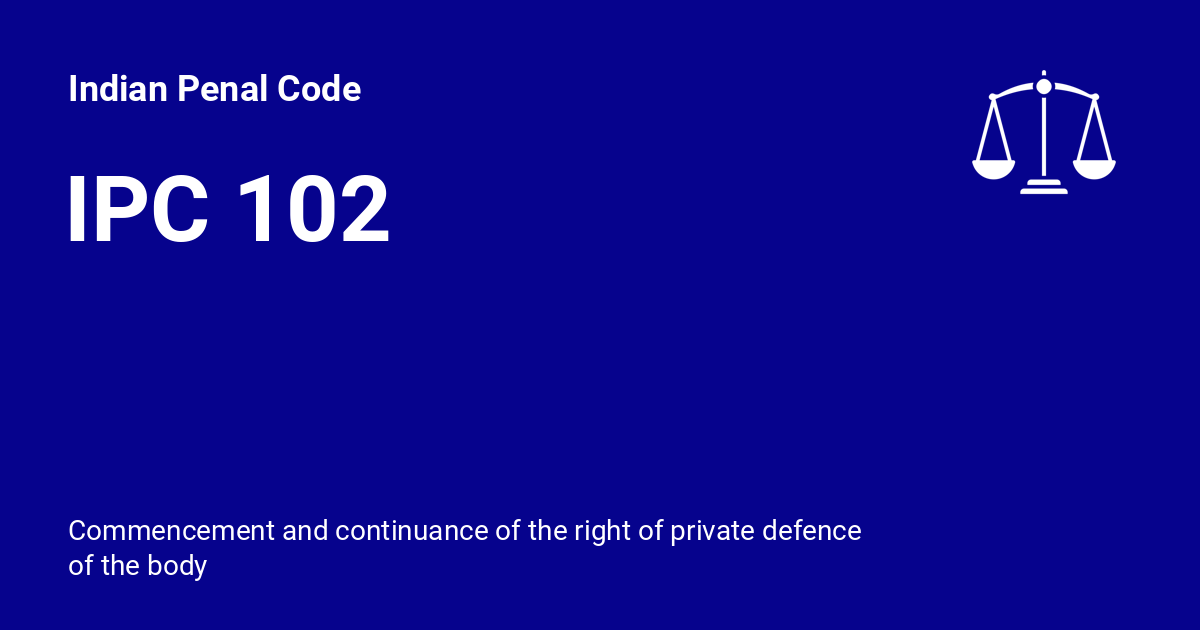 Indian Penal Code
IPC 102
Commencement and continuance of the right of private defence
of the body